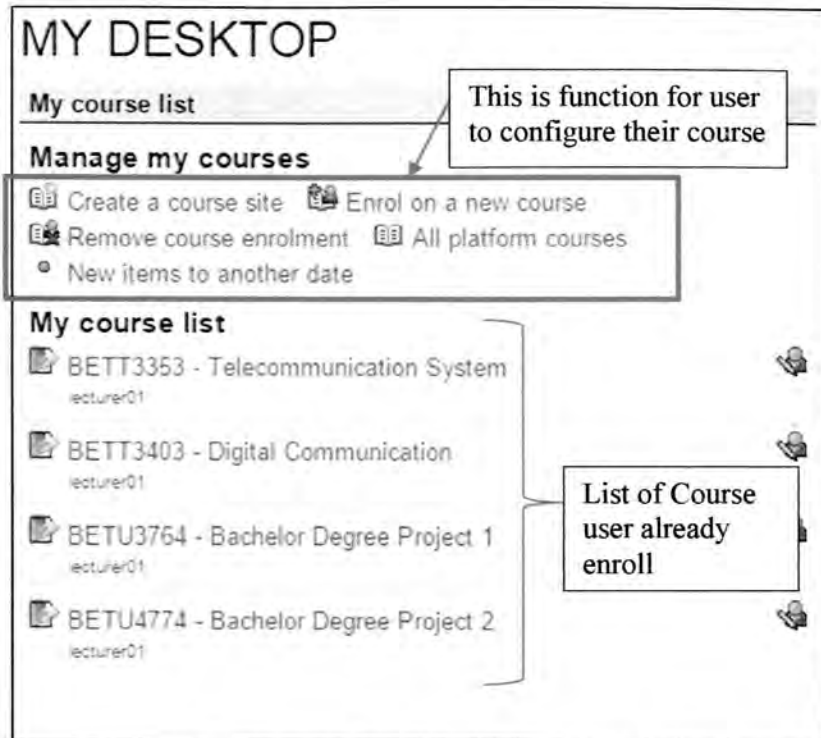 MY DESKTOP
My course list
This is function for user
to configure their course
Manage my courses
Create a course site Enrol on a new course
Remove course enrolment All platform courses
New items to another date
My course list
BETT3353 - Telecommunication System
lecturer01
BETT3403 - Digital Communication
lecturer01
BETU3764 - Bachelor Degree Project 1
lecturer01
BETU4774 - Bachelor Degree Project 2
lecturer01
List of Course
user already
enroll